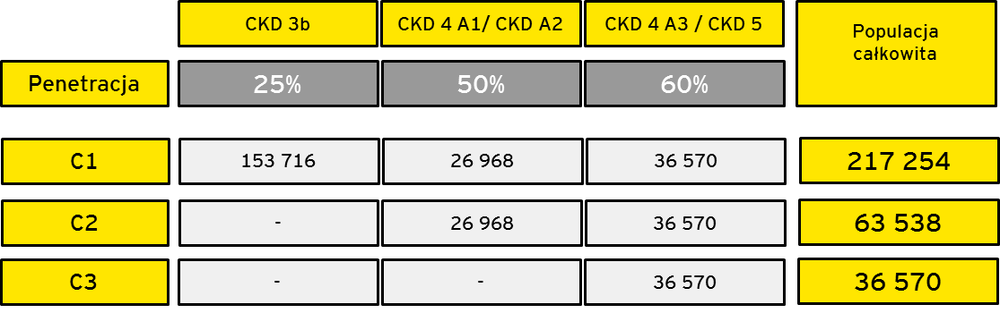 CKD 3b CKD 4 A1/ CKD A2 CKD 4 A3 / CKD 5 Populacja
całkowita
Penetracja 25% 50% 60%
C1 153 716 26 968 36 570 217 254
C2 - 26 968 36 570 63 538
C3 - - 36 570 36 570